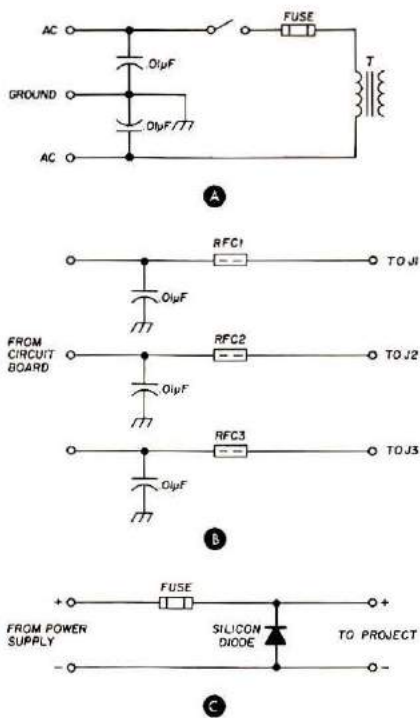 AC
FUSE
.01µF
T
GROUND
.01µF
AC
A
RFC1
TO J1
.01µF
FROM
CIRCUIT
BOARD
RFC2
TO J2
.01µF
RFC3
TO J3
.01µF
B
FUSE
+
+
FROM POWER
SUPPLY
SILICON
DIODE
TO PROJECT
-
-
C